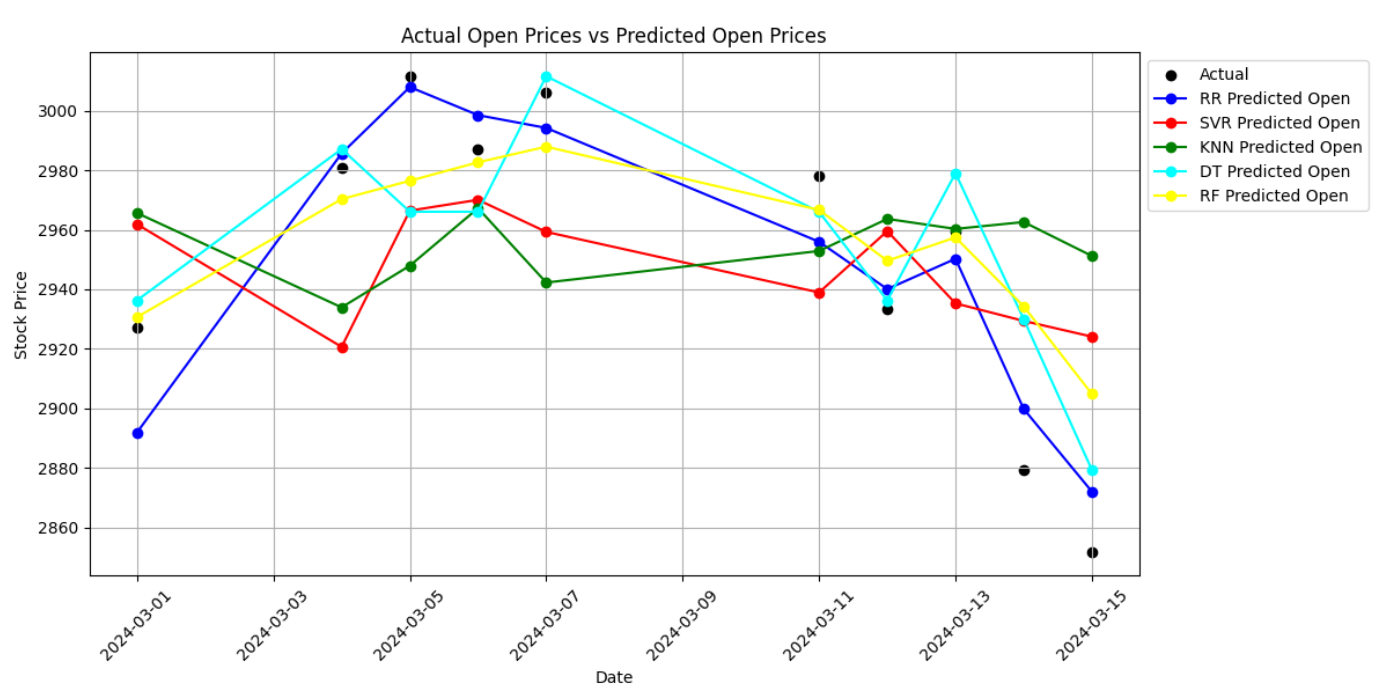 Actual Open Prices vs Predicted Open Prices
Actual
RR Predicted Open
SVR Predicted Open
KNN Predicted Open
DT Predicted Open
RF Predicted Open
Stock Price
3000
2980
2960
2940
2920
2900
2880
2860
2024-03-01
2024-03-03
2024-03-05
2024-03-07
2024-03-09
2024-03-11
2024-03-13
2024-03-15
Date